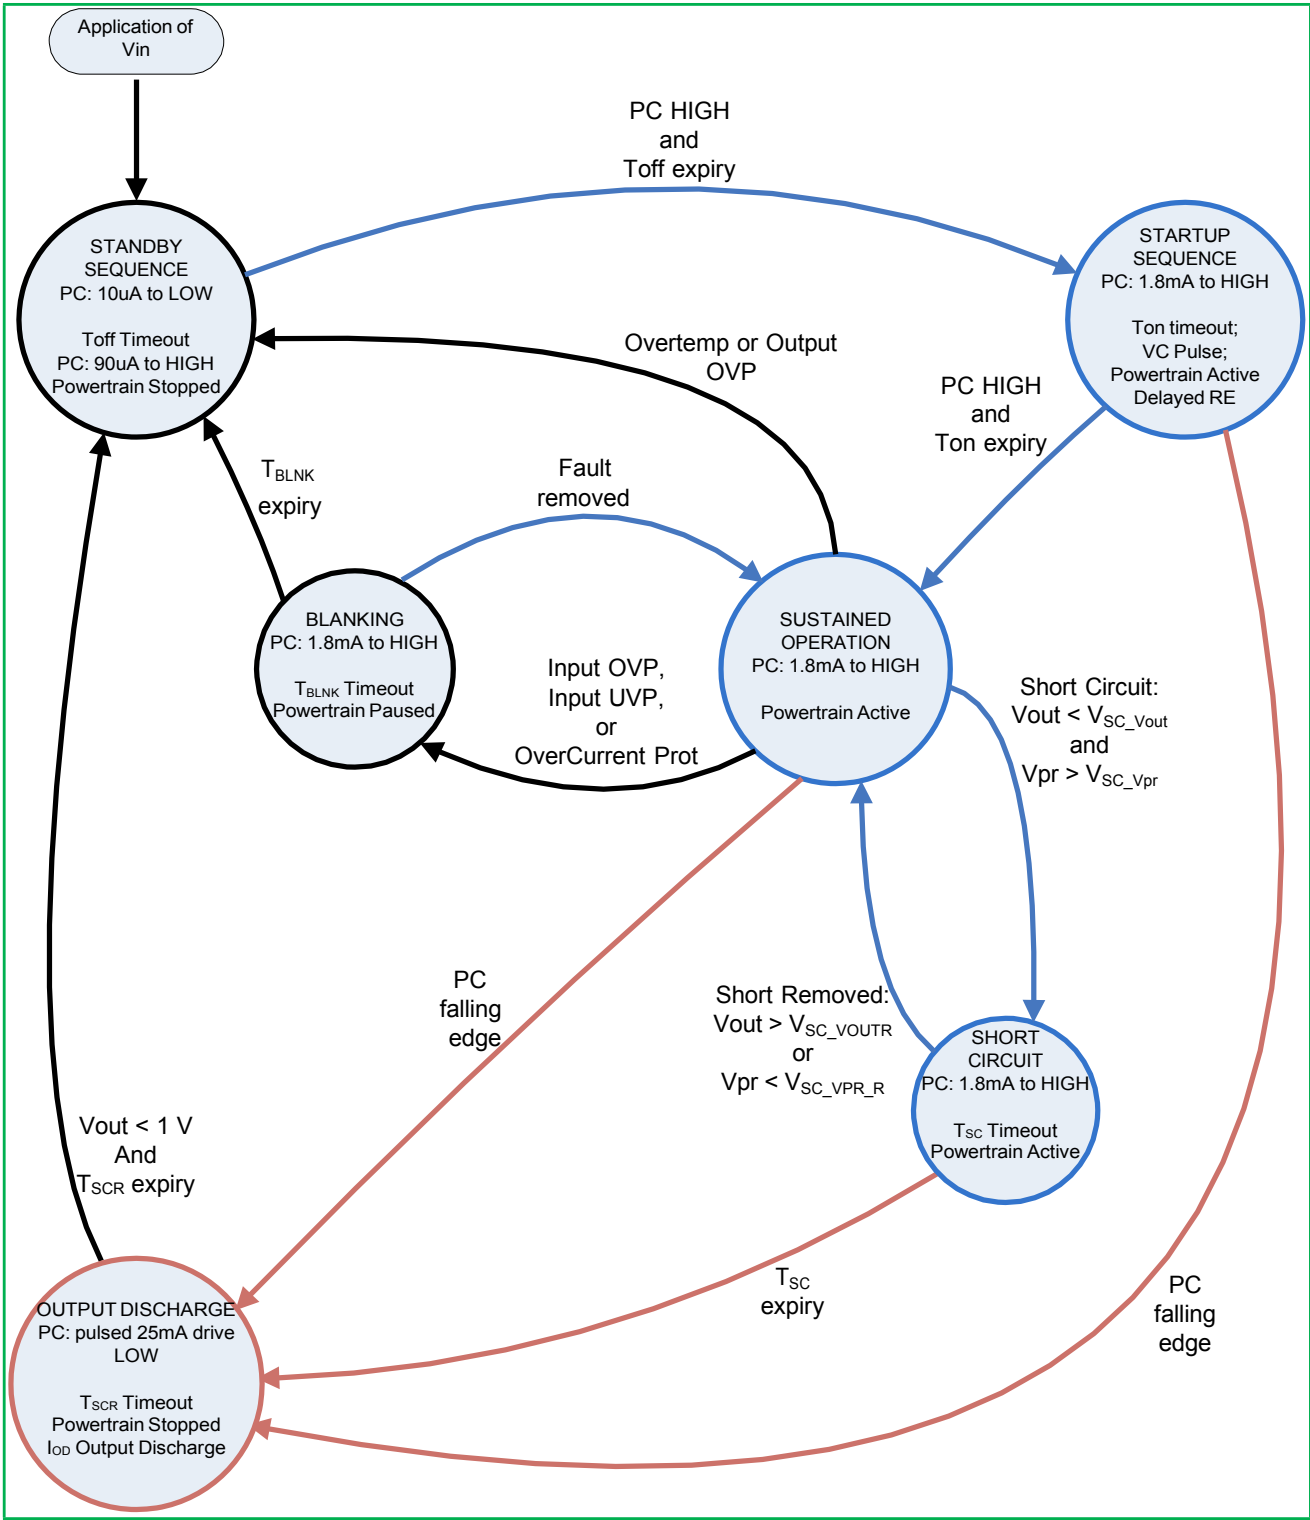 Application of
Vin
PC HIGH
and
Toff expiry
STANDBY
SEQUENCE
PC: 10uA to LOW
Toff Timeout
PC: 90uA to HIGH
Powertrain Stopped
STARTUP
SEQUENCE
PC: 1.8mA to HIGH
Ton timeout;
VC Pulse;
Powertrain Active
Delayed RE
Overtemp or Output
OVP
PC HIGH
and
Ton expiry
TBLNK
expiry
Fault
removed
BLANKING
PC: 1.8mA to HIGH
TBLNK Timeout
Powertrain Paused
Input OVP,
Input UVP,
or
OverCurrent Prot
SUSTAINED
OPERATION
PC: 1.8mA to HIGH
Powertrain Active
Short Circuit:
Vout < VSC_Vout
and
Vpr > VSC_Vpr
PC
falling
edge
Short Removed:
Vout > VSC_VOUTR
or
Vpr < VSC_VPR_R
SHORT
CIRCUIT
PC: 1.8mA to HIGH
TSC Timeout
Powertrain Active
Vout < 1 V
And
TSCR expiry
TSC
expiry
PC
falling
edge
OUTPUT DISCHARGE
PC: pulsed 25mA drive
LOW
TSCR Timeout
Powertrain Stopped
IOD Output Discharge